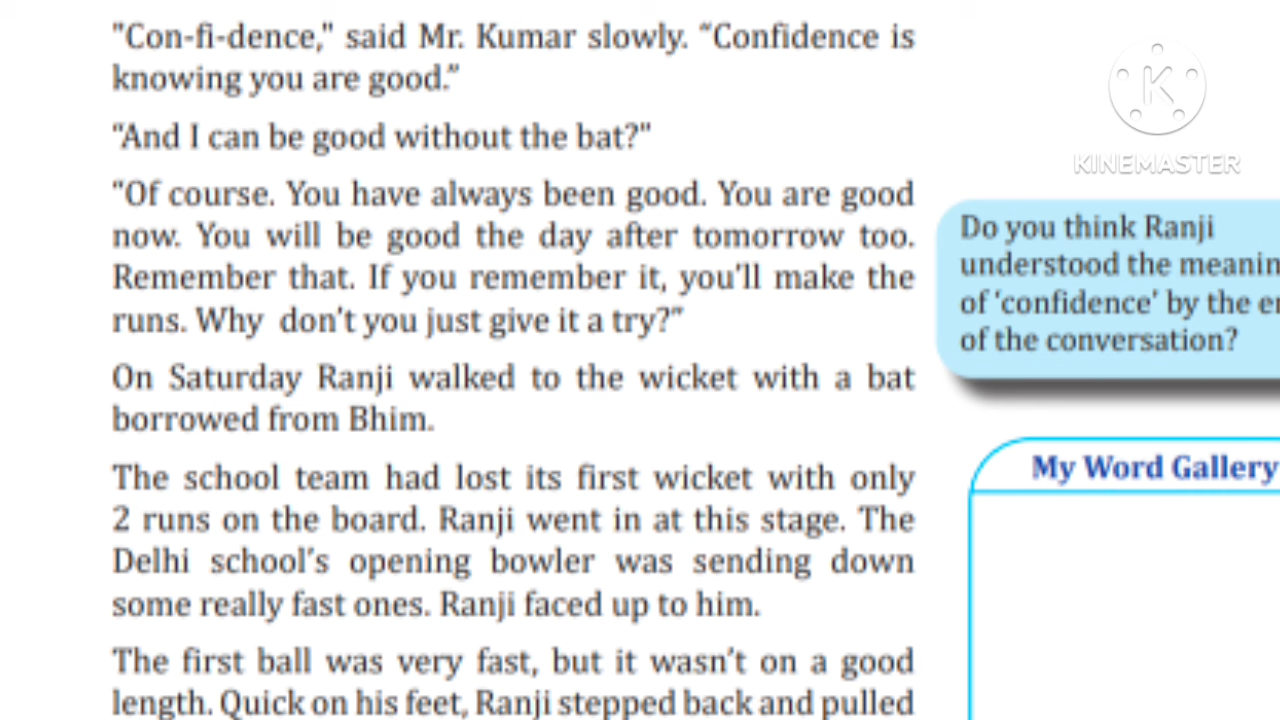 "Con-fi-dence," said Mr. Kumar slowly. “Confidence is
knowing you are good.”
“And I can be good without the bat?"
“Of course. You have always been good. You are good
now. You will be good the day after tomorrow too.
Remember that. If you remember it, you’ll make the
runs. Why don’t you just give it a try?”
On Saturday Ranji walked to the wicket with a bat
borrowed from Bhim.
The school team had lost its first wicket with only
2 runs on the board. Ranji went in at this stage. The
Delhi school’s opening bowler was sending down
some really fast ones. Ranji faced up to him.
The first ball was very fast, but it wasn’t on a good
length. Quick on his feet, Ranji stepped back and pulled
K
KINEMASTER
Do you think Ranji
understood the meanin
of ‘confidence’ by the
of the conversation?
My Word Gallery